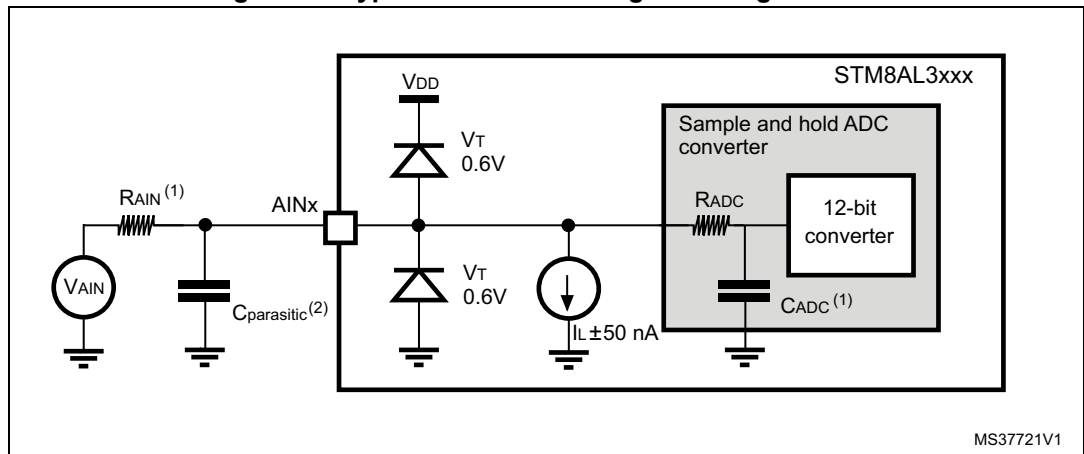 STM8AL3xxx
VDD
Sample and hold ADC
converter
VT
0.6V
RAIN (1)
AINx
RADC
12-bit
converter
VAIN
Cparasitic(2)
VT
0.6V
IL±50 nA
CADC (1)
MS37721V1